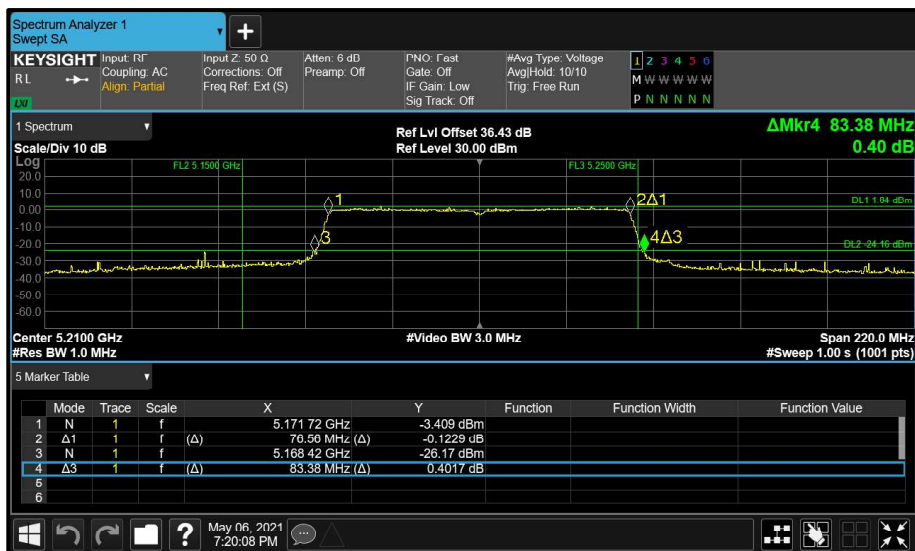 Spectrum Analyzer 1
Swept SA
+
KEYSIGHT Input: RF Input Z: 50 Ω Atten: 6 dB PNO: Fast #Avg Type: Voltage 1 2 3 4 5 6
RL Coupling: AC Corrections: Off Preamp: Off Gate: Off Avg|Hold: 10/10 M W W W W W
Align: Partial Freq Ref: Ext (S) IF Gain: Low Trig: Free Run
LXI Sig Track: Off P N N N N N
1 Spectrum Ref Lvl Offset 36.43 dB ΔMkr4 83.38 MHz
Scale/Div 10 dB Ref Level 30.00 dBm 0.40 dB
Log
FL2 5.1500 GHz FL3 5.2500 GHz
20.0
10.0
1 2Δ1 DL1 1.84 dBm
0.00
-10.0
3 4Δ3
-20.0
DL2 -24.16 dBm
-30.0
-40.0
-50.0
-60.0
Center 5.2100 GHz #Video BW 3.0 MHz Span 220.0 MHz
#Res BW 1.0 MHz #Sweep 1.00 s (1001 pts)
5 Marker Table
Mode Trace Scale X Y Function Function Width Function Value
1 N 1 f 5.171 72 GHz -3.409 dBm
2 Δ1 1 f (Δ) 76.56 MHz (Δ) -0.1229 dB
3 N 1 f 5.168 42 GHz -26.17 dBm
4 Δ3 1 f (Δ) 83.38 MHz (Δ) 0.4017 dB
5
6
? May 06, 2021
7:20:08 PM